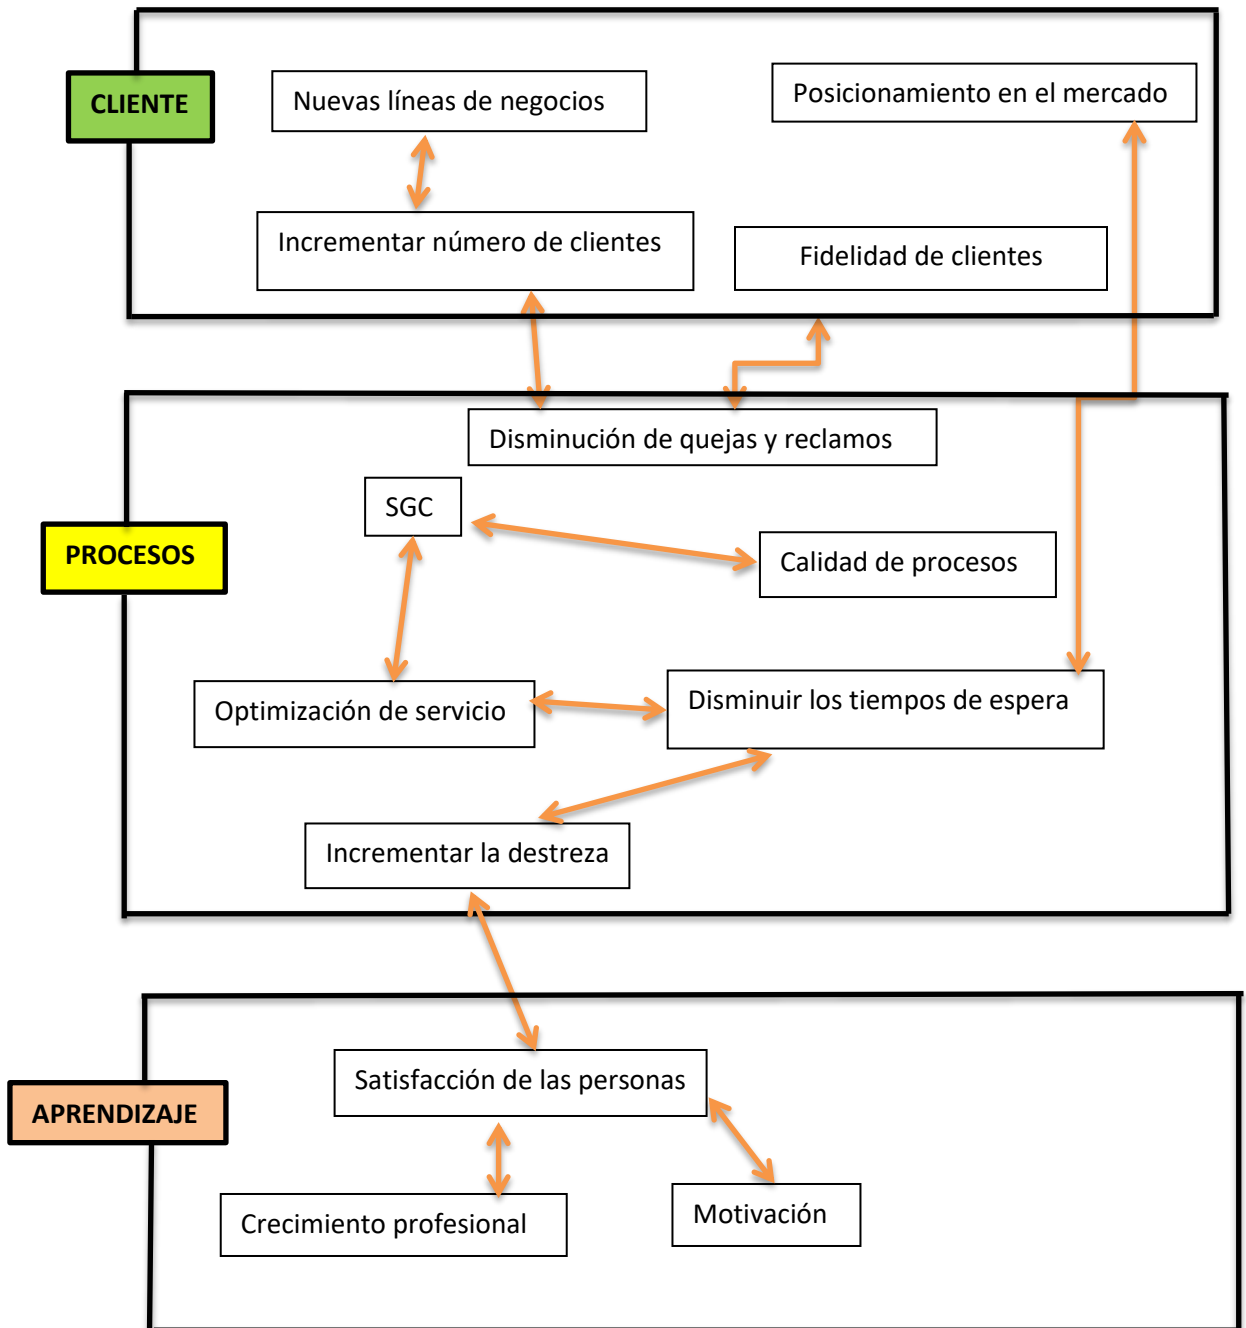 CLIENTE
Nuevas líneas de negocios
Posicionamiento en el mercado
Incrementar número de clientes
Fidelidad de clientes
PROCESOS
Disminución de quejas y reclamos
SGC
Calidad de procesos
Optimización de servicio
Disminuir los tiempos de espera
Incrementar la destreza
APRENDIZAJE
Satisfacción de las personas
Crecimiento profesional
Motivación